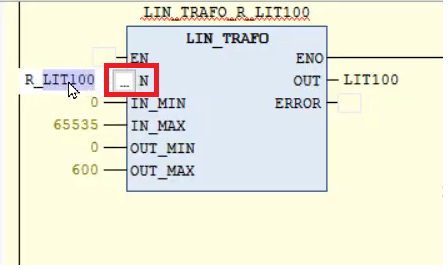 LIN_TRAFO_R_LIT100
LIN_TRAFO
EN ENO
R_LIT100 ... N OUT LIT100
0 IN_MIN ERROR
65535 IN_MAX
0 OUT_MIN
600 OUT_MAX